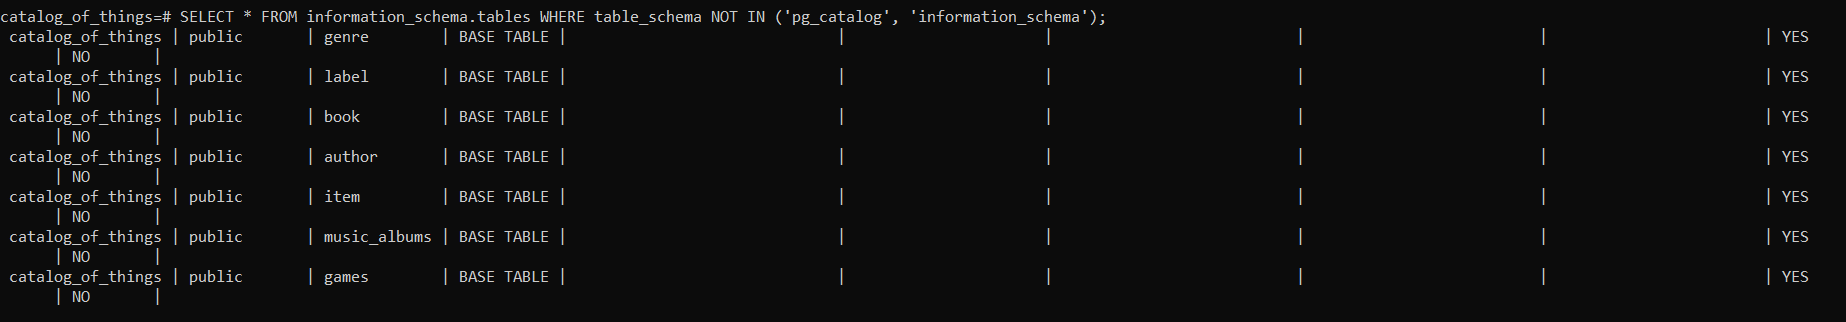 catalog_of_things=# SELECT * FROM information_schema.tables WHERE table_schema NOT IN ('pg_catalog', 'information_schema');
 catalog_of_things | public       | genre        | BASE TABLE |                              |                      |                           |                          |                        | YES
      | NO       |
 catalog_of_things | public       | label        | BASE TABLE |                              |                      |                           |                          |                        | YES
      | NO       |
 catalog_of_things | public       | book         | BASE TABLE |                              |                      |                           |                          |                        | YES
      | NO       |
 catalog_of_things | public       | author       | BASE TABLE |                              |                      |                           |                          |                        | YES
      | NO       |
 catalog_of_things | public       | item         | BASE TABLE |                              |                      |                           |                          |                        | YES
      | NO       |
 catalog_of_things | public       | music_albums | BASE TABLE |                              |                      |                           |                          |                        | YES
      | NO       |
 catalog_of_things | public       | games        | BASE TABLE |                              |                      |                           |                          |                        | YES
      | NO       |